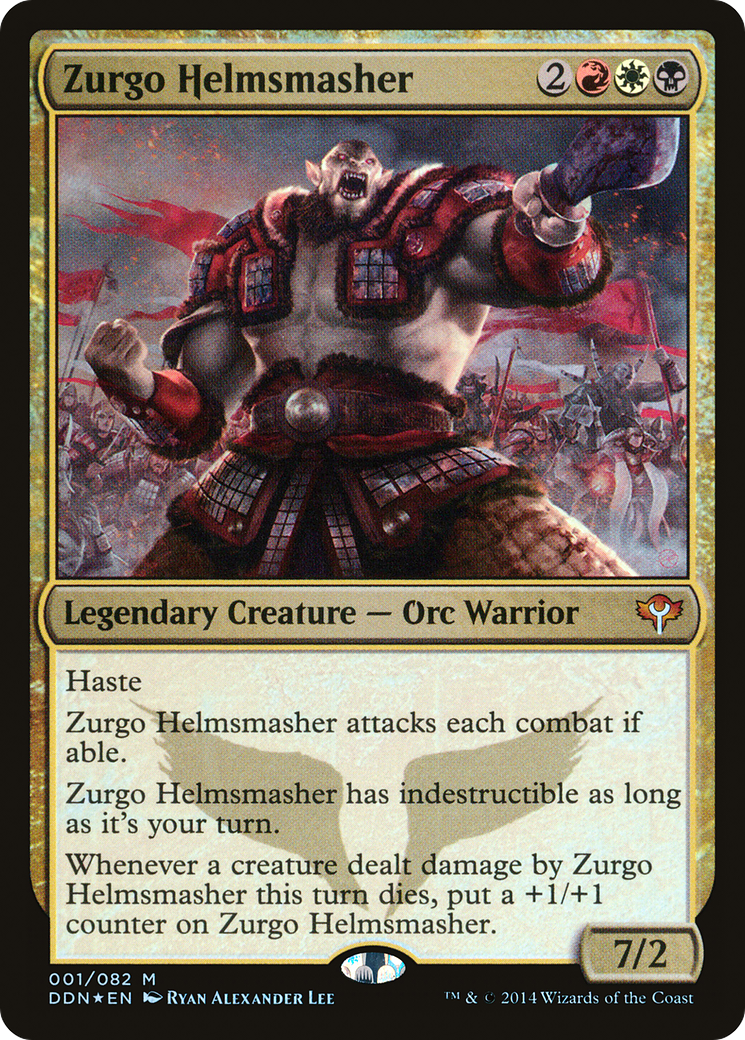 Zurgo Helmsmasher 2
Legendary Creature — Orc Warrior
Haste
Zurgo Helmsmasher attacks each combat if
able.
Zurgo Helmsmasher has indestructible as long
as it's your turn.
Whenever a creature dealt damage by Zurgo
Helmsmasher this turn dies, put a +1/+1
counter on Zurgo Helmsmasher.
7/2
001/082 M
DDN★EN Ryan Alexander Lee
™ & © 2014 Wizards of the Coast